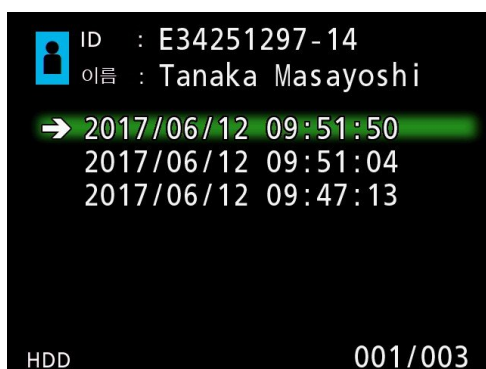 ID : E34251297-14
이름 : Tanaka Masayoshi
2017/06/12 09:51:50
2017/06/12 09:51:04
2017/06/12 09:47:13
HDD 001/003